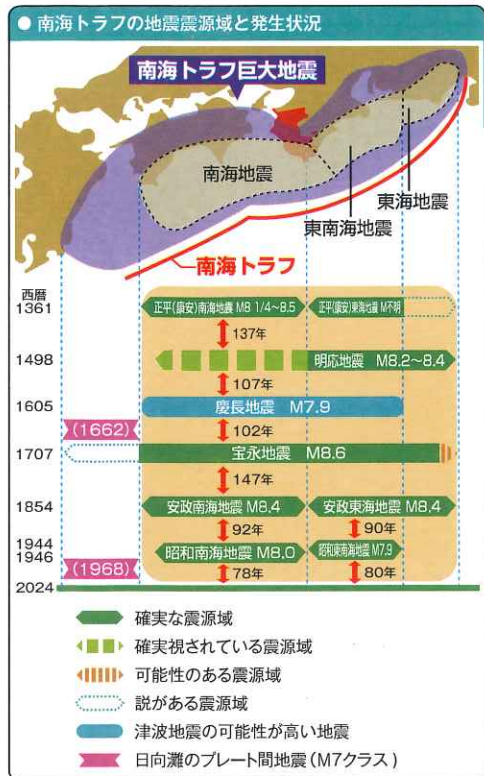 ● 南海トラフの地震震源域と発生状況
南海トラフ巨大地震
南海地震
東海地震
東南海地震
南海トラフ
西暦
1361
正平(康安)南海地震 M8 1/4～8.5
正平(康安)東海地震 M不明
137年
1498
明応地震 M8.2～8.4
107年
1605
慶長地震 M7.9
(1662)
102年
1707
宝永地震 M8.6
147年
1854
安政南海地震 M8.4
安政東海地震 M8.4
92年
90年
1944
1946
昭和南海地震 M8.0
昭和東南海地震 M7.9
(1968)
78年
80年
2024
確実な震源域
確実視されている震源域
可能性のある震源域
説がある震源域
津波地震の可能性が高い地震
日向灘のプレート間地震(M7クラス)